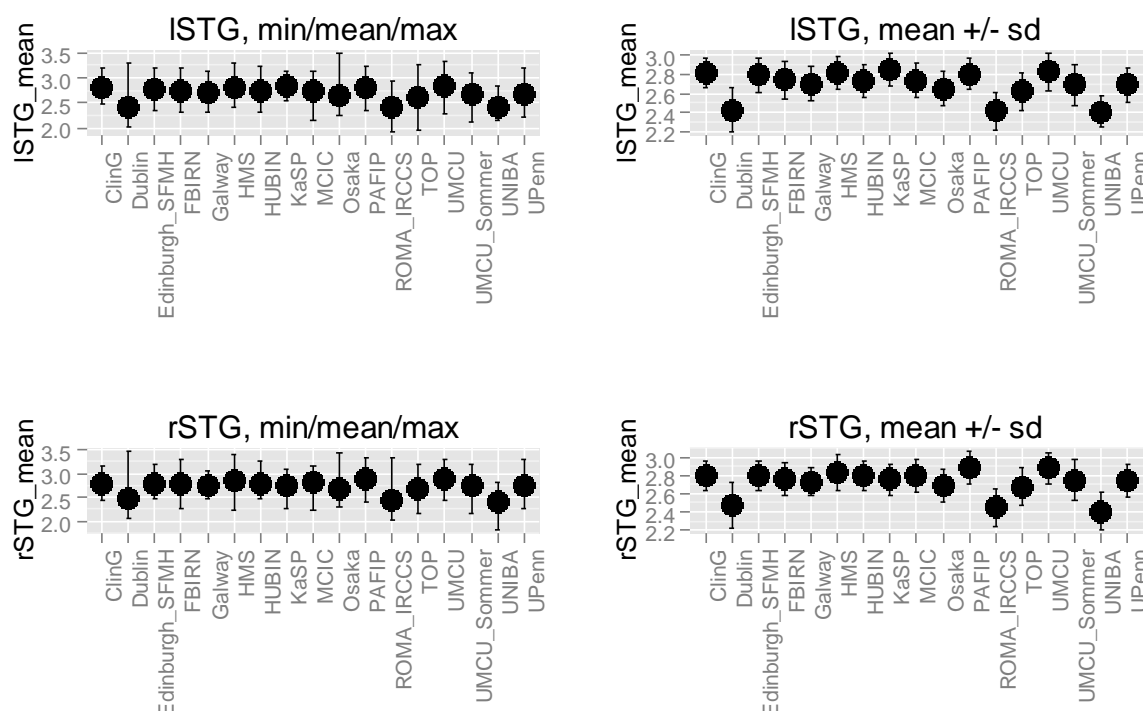 lSTG, min/mean/max
lSTG_mean
3.5
3.0
2.5
2.0
ClinG
Dublin
Edinburgh_SFMH
FBIRN
Galway
HMS
HUBIN
KaSP
MCIC
Osaka
PAFIP
ROMA_IRCCS
TOP
UMCU
UMCU_Sommer
UNIBA
UPenn
lSTG, mean +/- sd
lSTG_mean
3.0
2.8
2.6
2.4
2.2
ClinG
Dublin
Edinburgh_SFMH
FBIRN
Galway
HMS
HUBIN
KaSP
MCIC
Osaka
PAFIP
ROMA_IRCCS
TOP
UMCU
UMCU_Sommer
UNIBA
UPenn
rSTG, min/mean/max
rSTG_mean
3.5
3.0
2.5
2.0
ClinG
Dublin
Edinburgh_SFMH
FBIRN
Galway
HMS
HUBIN
KaSP
MCIC
Osaka
PAFIP
ROMA_IRCCS
TOP
UMCU
UMCU_Sommer
UNIBA
UPenn
rSTG, mean +/- sd
rSTG_mean
3.0
2.8
2.6
2.4
2.2
ClinG
Dublin
Edinburgh_SFMH
FBIRN
Galway
HMS
HUBIN
KaSP
MCIC
Osaka
PAFIP
ROMA_IRCCS
TOP
UMCU
UMCU_Sommer
UNIBA
UPenn